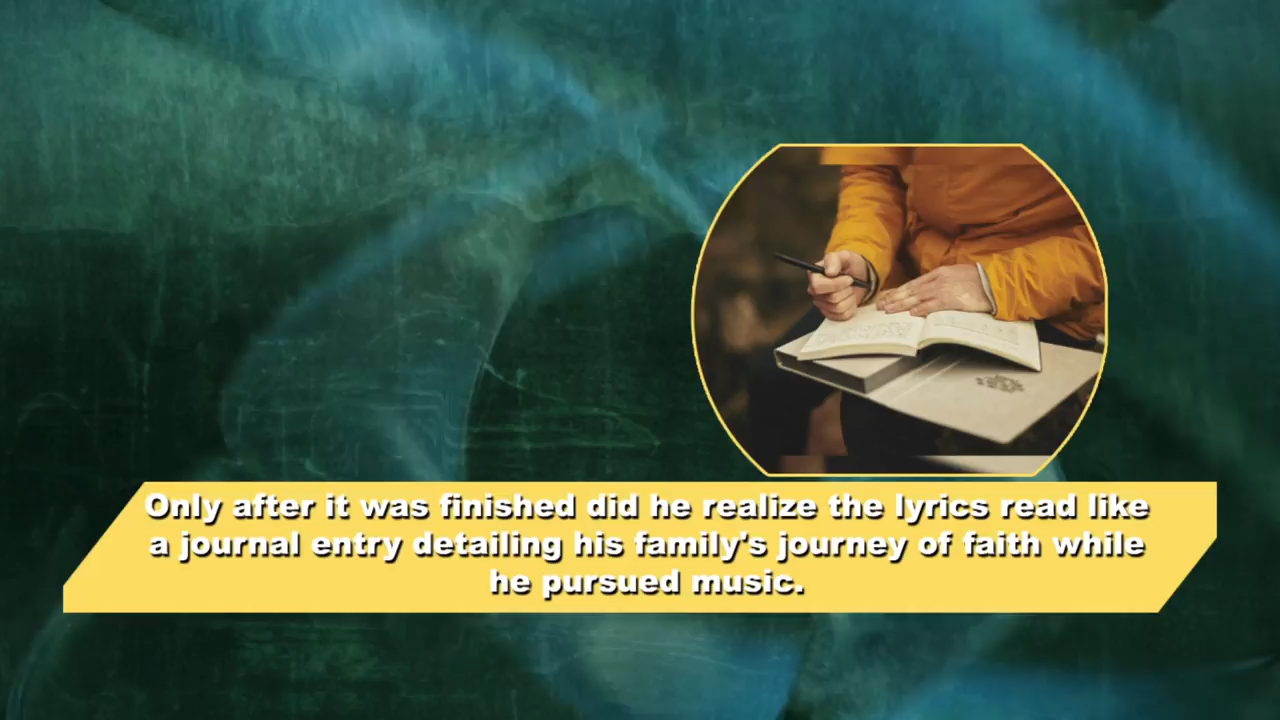 Only after it was finished did he realize the lyrics read like
a journal entry detailing his family's journey of faith while
he pursued music.